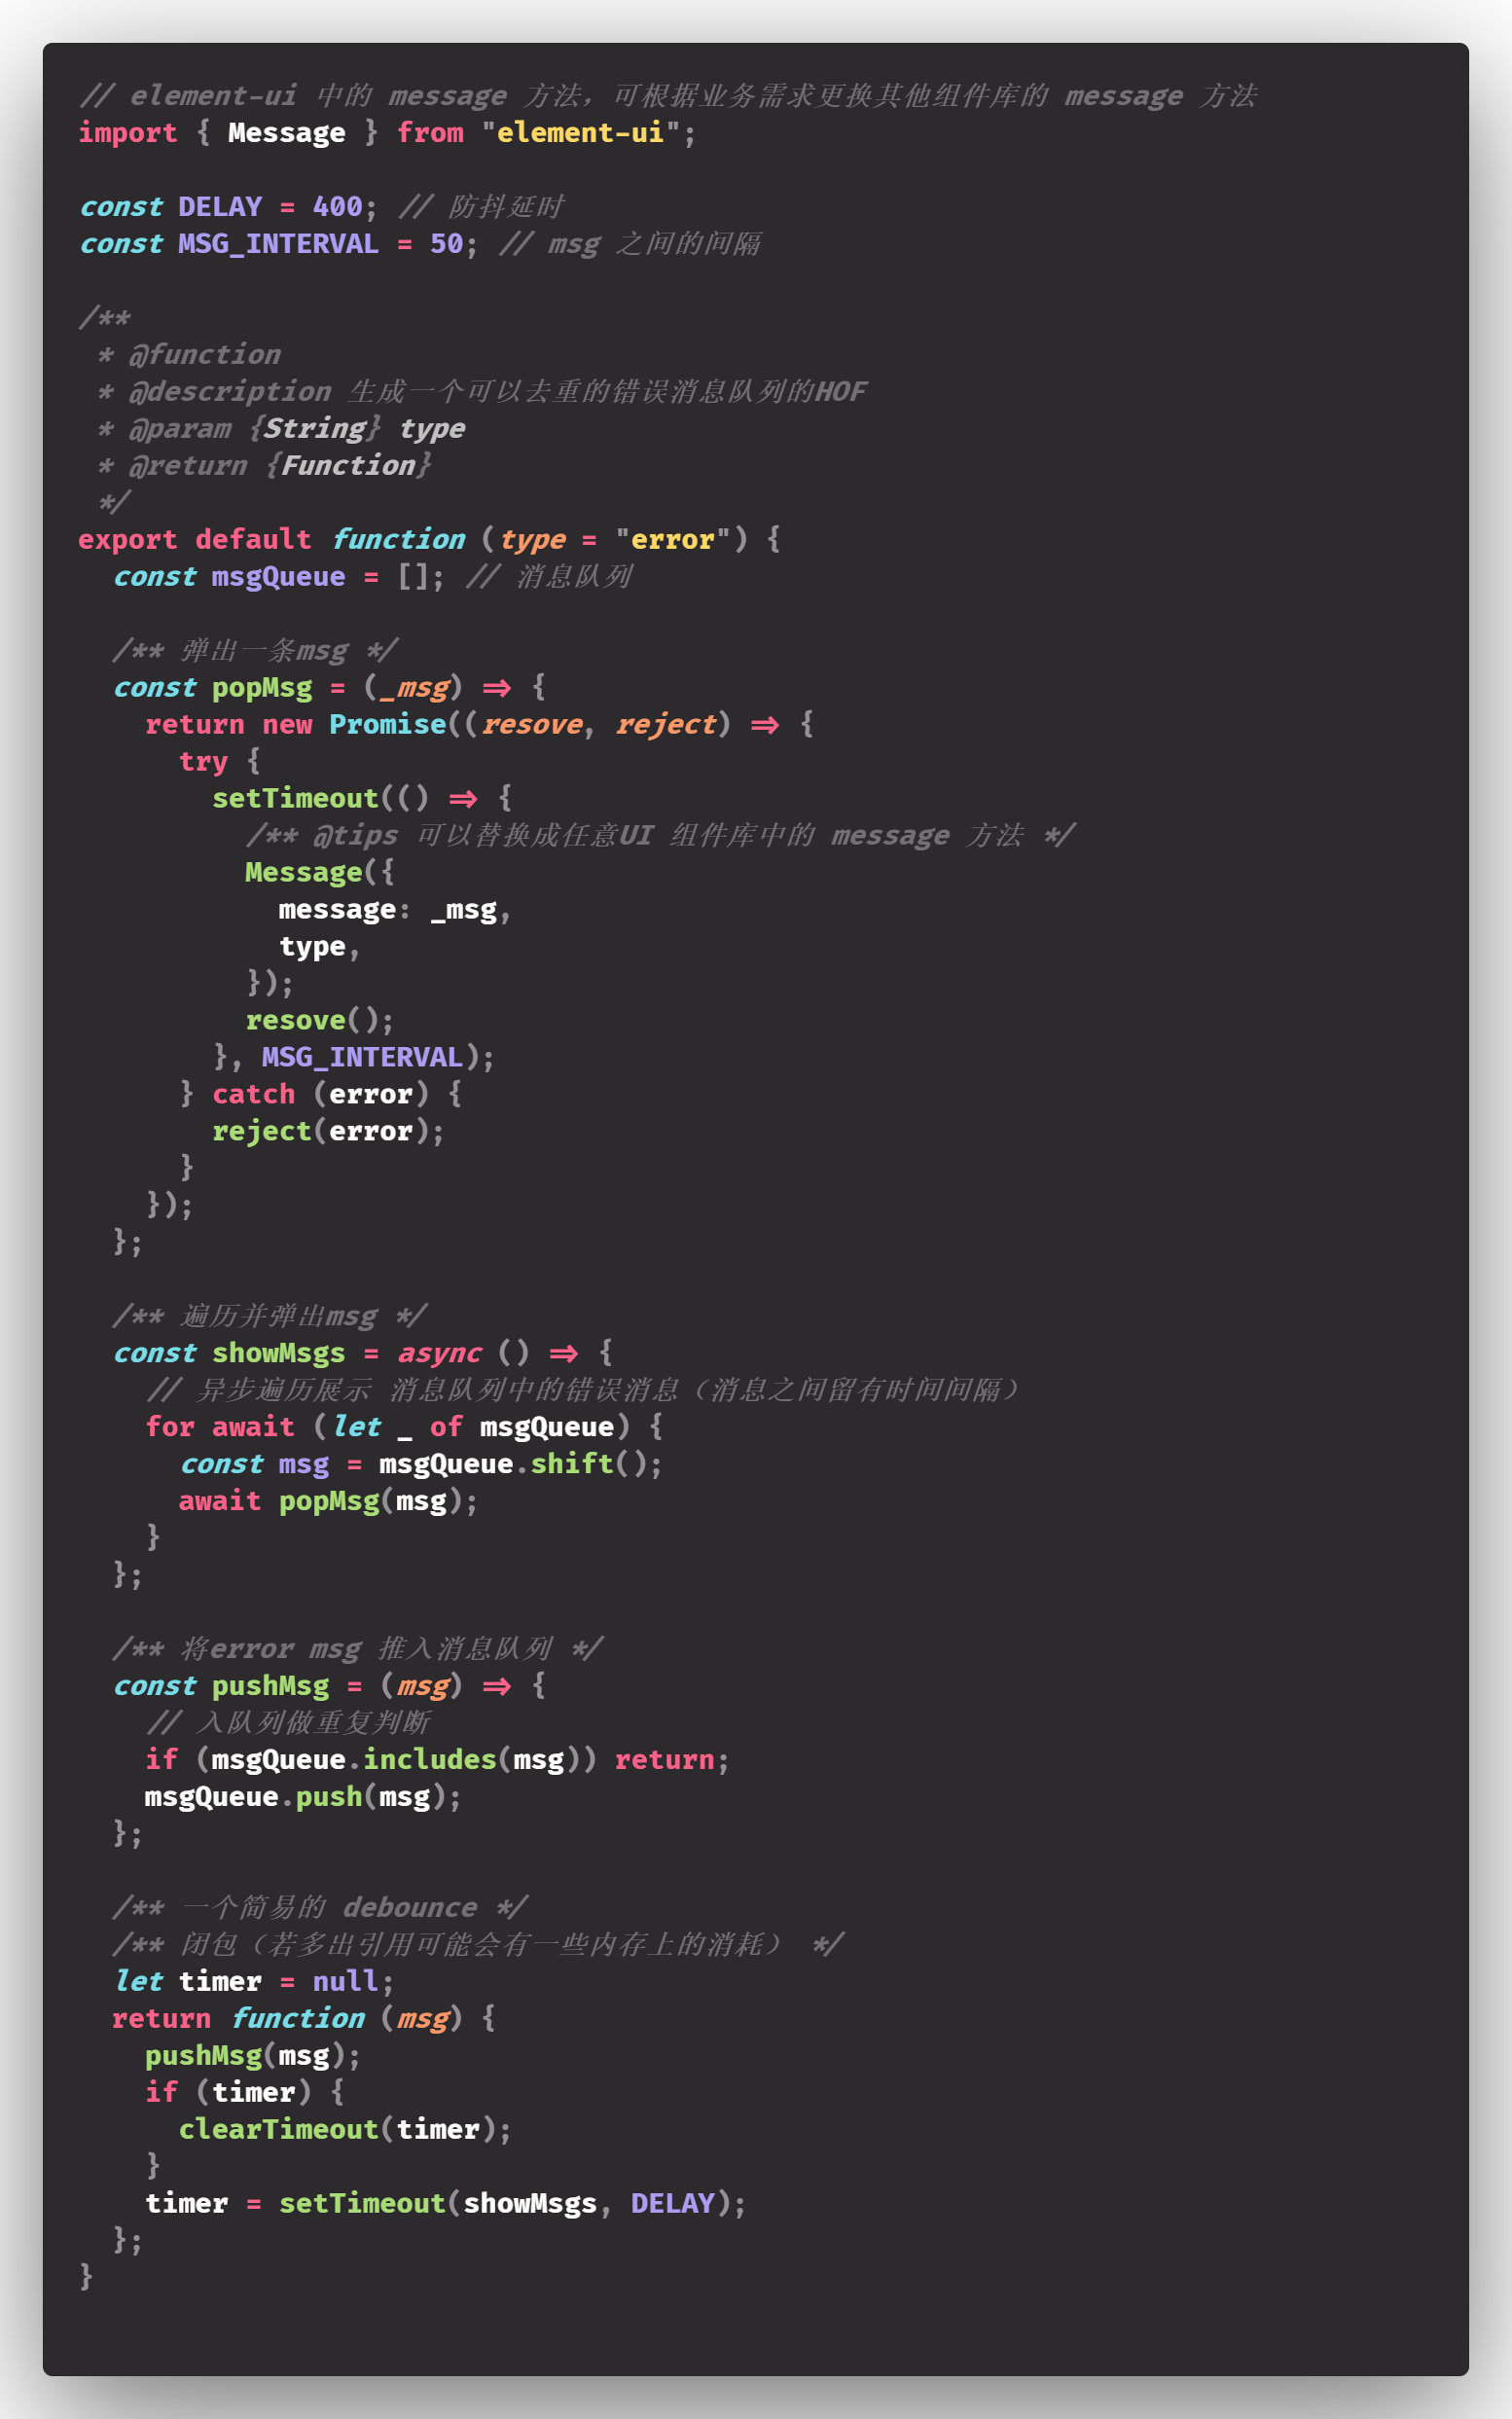 // element-ui 中的 message 方法，可根据业务需求更换其他组件库的 message 方法
import { Message } from "element-ui";

const DELAY = 400; // 防抖延时
const MSG_INTERVAL = 50; // msg 之间的间隔

/**
 * @function
 * @description 生成一个可以去重的错误消息队列的HOF
 * @param {String} type
 * @return {Function}
 */
export default function (type = "error") {
  const msgQueue = []; // 消息队列

  /** 弹出一条msg */
  const popMsg = (_msg) => {
    return new Promise((resove, reject) => {
      try {
        setTimeout(() => {
          /** @tips 可以替换成任意UI 组件库中的 message 方法 */
          Message({
            message: _msg,
            type,
          });
          resove();
        }, MSG_INTERVAL);
      } catch (error) {
        reject(error);
      }
    });
  };

  /** 遍历并弹出msg */
  const showMsgs = async () => {
    // 异步遍历展示 消息队列中的错误消息（消息之间留有时间间隔）
    for await (let _ of msgQueue) {
      const msg = msgQueue.shift();
      await popMsg(msg);
    }
  };

  /** 将error msg 推入消息队列 */
  const pushMsg = (msg) => {
    // 入队列做重复判断
    if (msgQueue.includes(msg)) return;
    msgQueue.push(msg);
  };

  /** 一个简易的 debounce */
  /** 闭包（若多出引用可能会有一些内存上的消耗） */
  let timer = null;
  return function (msg) {
    pushMsg(msg);
    if (timer) {
      clearTimeout(timer);
    }
    timer = setTimeout(showMsgs, DELAY);
  };
}